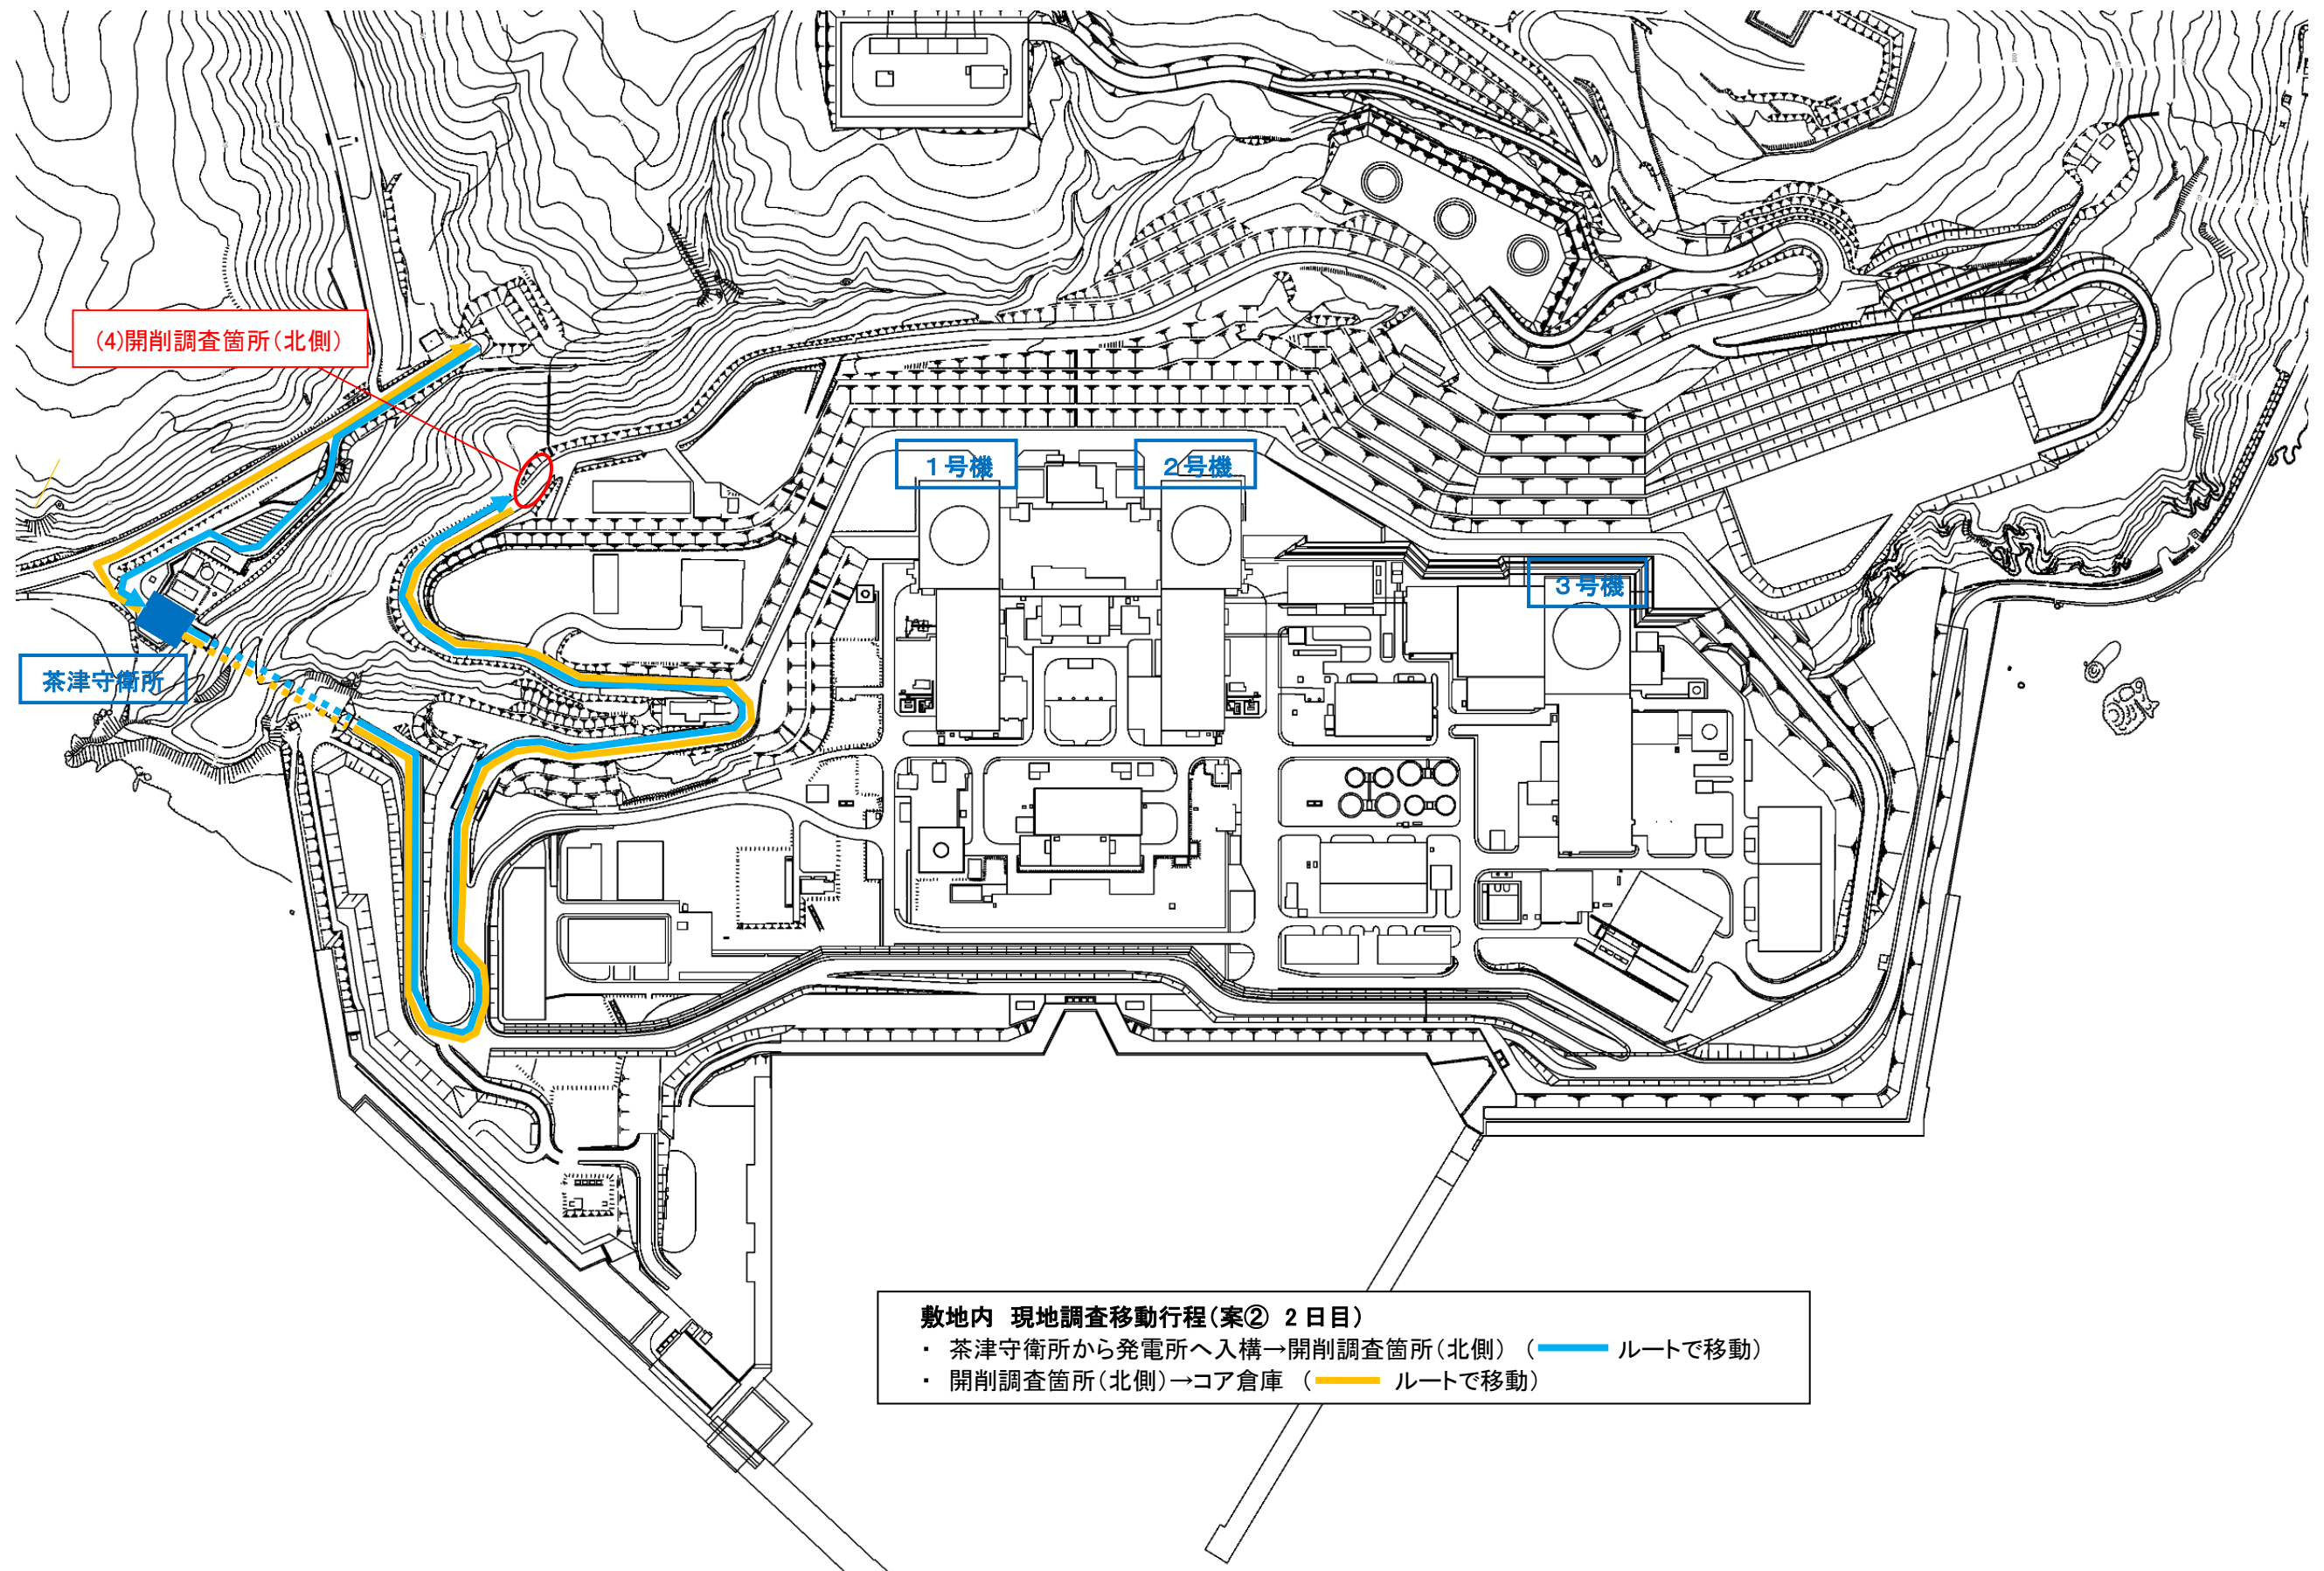 (4)開削調査箇所(北側)
1号機
2号機
3号機
茶津守衛所
敷地内 現地調査移動行程(案② 2日目)
・ 茶津守衛所から発電所へ入構→開削調査箇所(北側) ( ルートで移動)
・ 開削調査箇所(北側)→コア倉庫 ( ルートで移動)